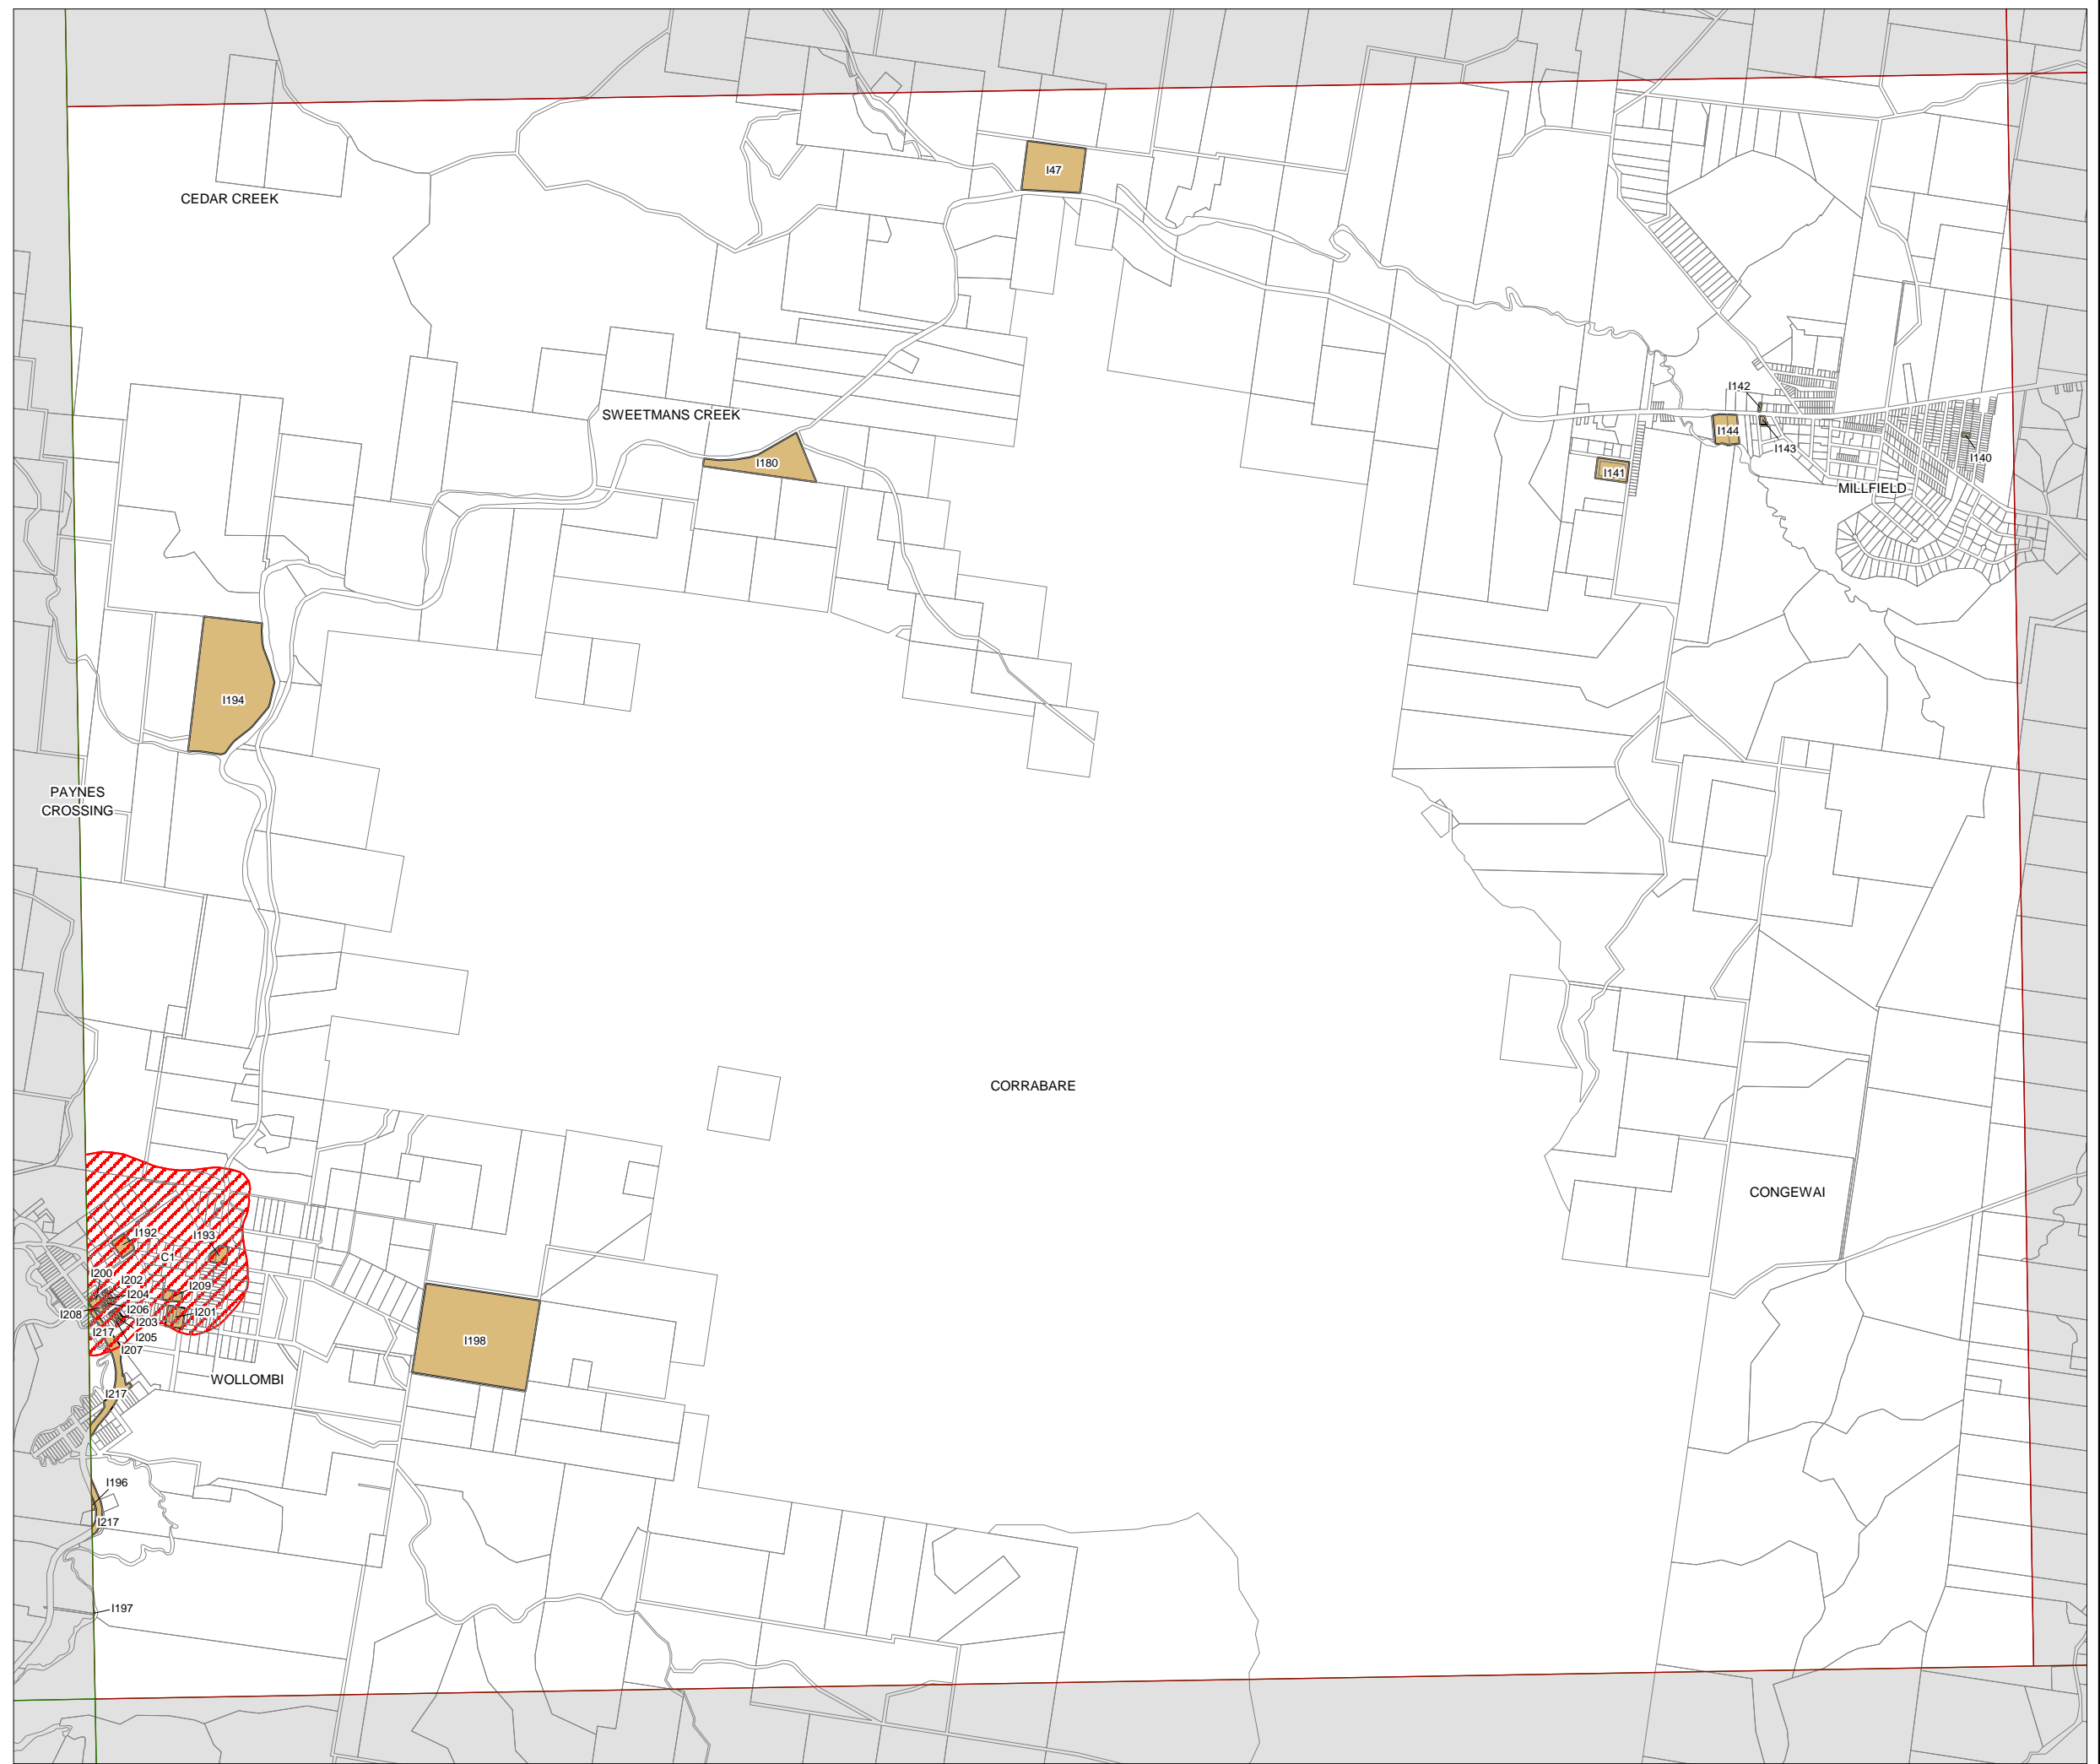 I47
CEDAR CREEK
I142
SWEETMANS CREEK
I144
I143
I140
I180
I141
MILLFIELD
I194
PAYNES
CROSSING
CORRABARE
CONGEWAI
I192
I193
C1
I200
I202
I209
I204
I208
I206
I201
I203
I217
I205
I207
I198
WOLLOMBI
I217
I196
I217
I197